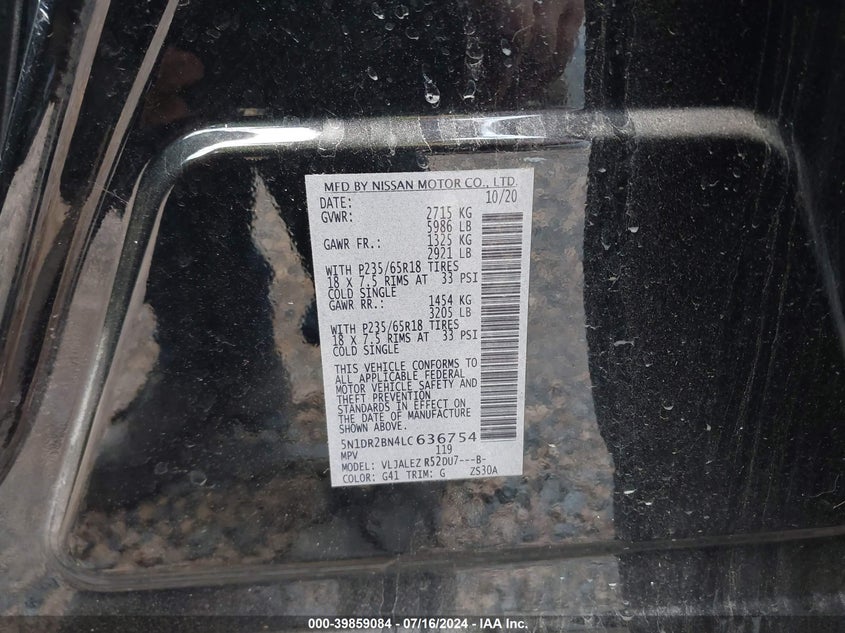 MFD BY NISSAN MOTOR CO., LTD.
DATE: 10/20
GVWR: 2715 KG
5986 LB
GAWR FR.: 1325 KG
2921 LB
WITH P235/65R18 TIRES
18 X 7.5 RIMS AT 33 PSI
COLD SINGLE
GAWR RR.: 1454 KG
3205 LB
WITH P235/65R18 TIRES
18 X 7.5 RIMS AT 33 PSI
COLD SINGLE
THIS VEHICLE CONFORMS TO
ALL APPLICABLE FEDERAL
MOTOR VEHICLE SAFETY AND
THEFT PREVENTION
STANDARDS IN EFFECT ON
THE DATE OF MANUFACTURE
SHOWN ABOVE.
5N1DR2BN4LC636754
MPV 119
MODEL: VLJALEZ R52DU7---B-
COLOR: G41 TRIM: G ZS30A
000-39859084 - 07/16/2024 - IAA Inc.